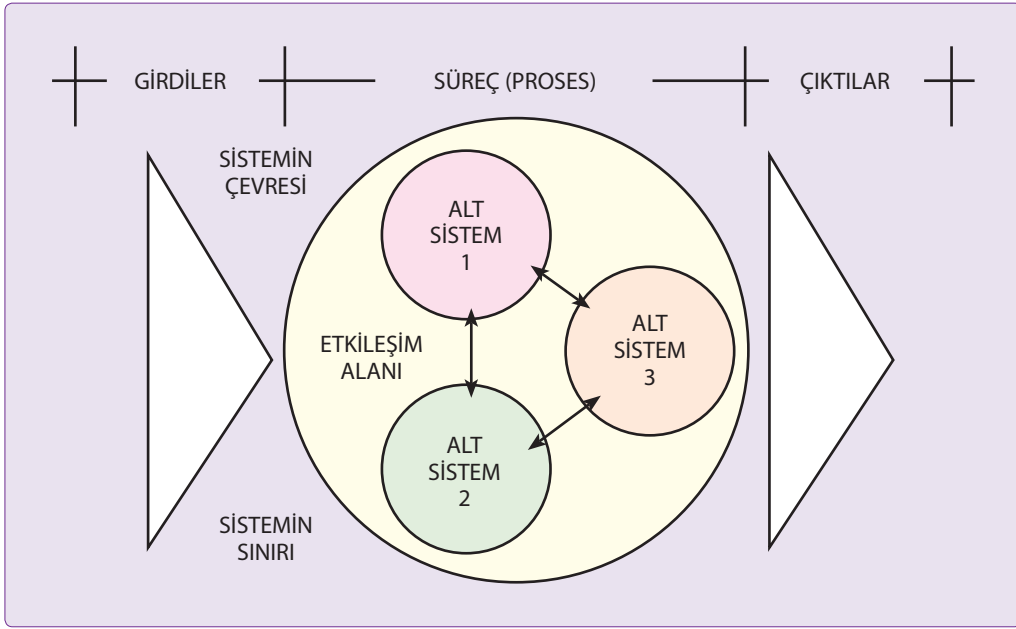 GİRDİLER
SÜREÇ (PROSES)
ÇIKTILAR
SİSTEMİN
ÇEVRESİ
ALT
SİSTEM
1
ETKİLEŞİM
ALANI
ALT
SİSTEM
3
ALT
SİSTEM
2
SİSTEMİN
SINIRI